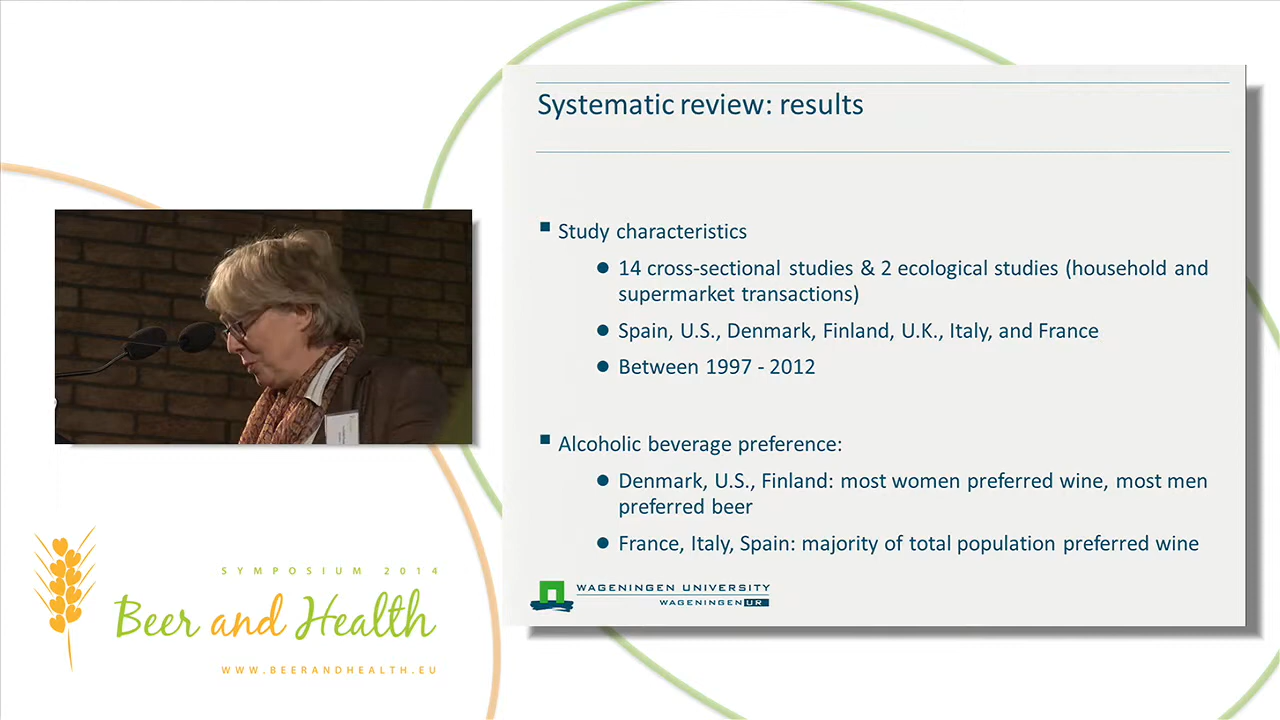 Systematic review: results
Study characteristics
14 cross-sectional studies & 2 ecological studies (household and
supermarket transactions)
Spain, U.S., Denmark, Finland, U.K., Italy, and France
Between 1997 - 2012
Alcoholic beverage preference:
Denmark, U.S., Finland: most women preferred wine, most men
preferred beer
France, Italy, Spain: majority of total population preferred wine
WAGENINGEN UNIVERSITY
WAGENINGEN UR
SYMPOSIUM 2014
Beer and Health
WWW.BEERANDHEALTH.EU